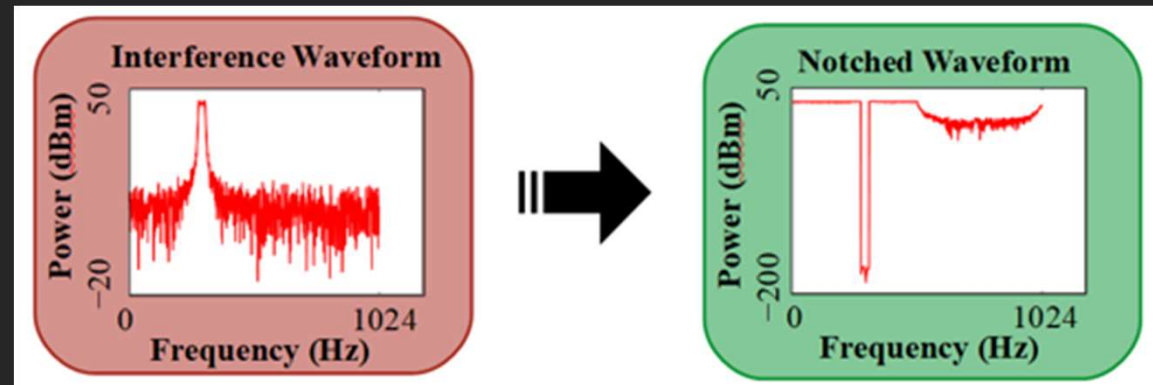 Interference Waveform
Power (dBm)
50
−20
0
1024
Frequency (Hz)
Notched Waveform
Power (dBm)
50
−200
0
1024
Frequency (Hz)